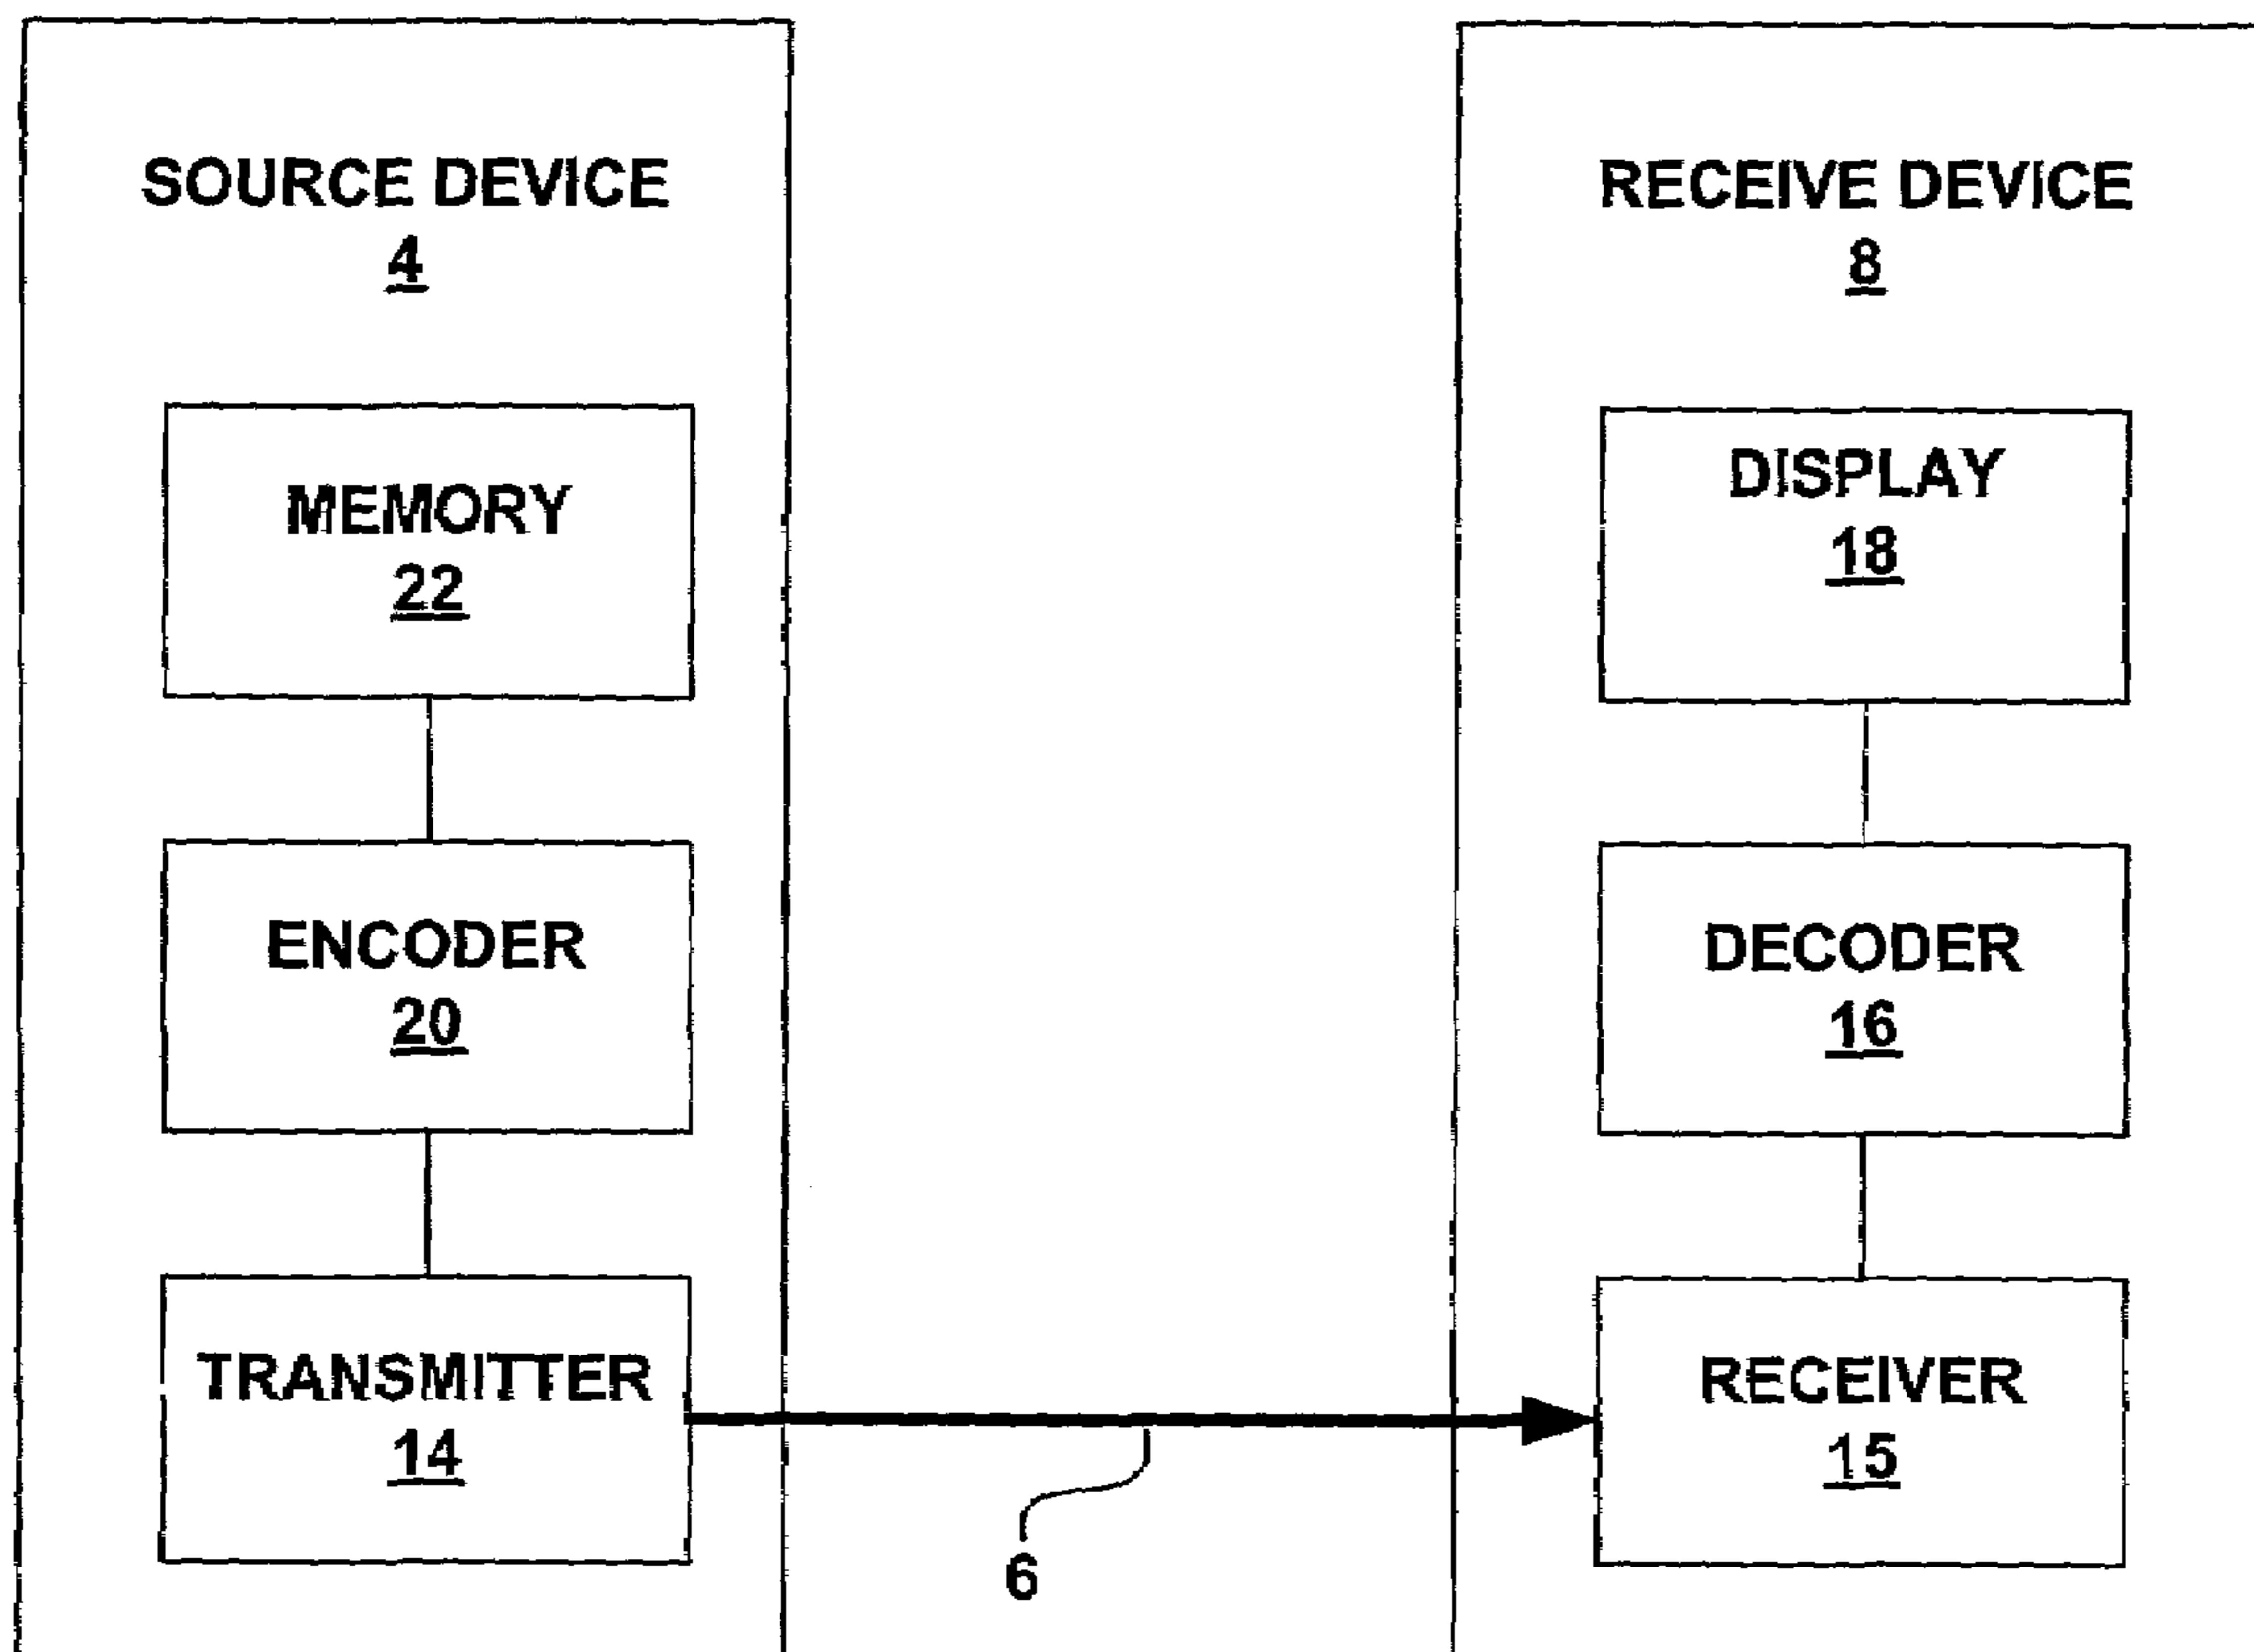 SOURCE DEVICE
4
MEMORY
22
ENCODER
20
TRANSMITTER
14
6
RECEIVE DEVICE
8
DISPLAY
18
DECODER
16
RECEIVER
15